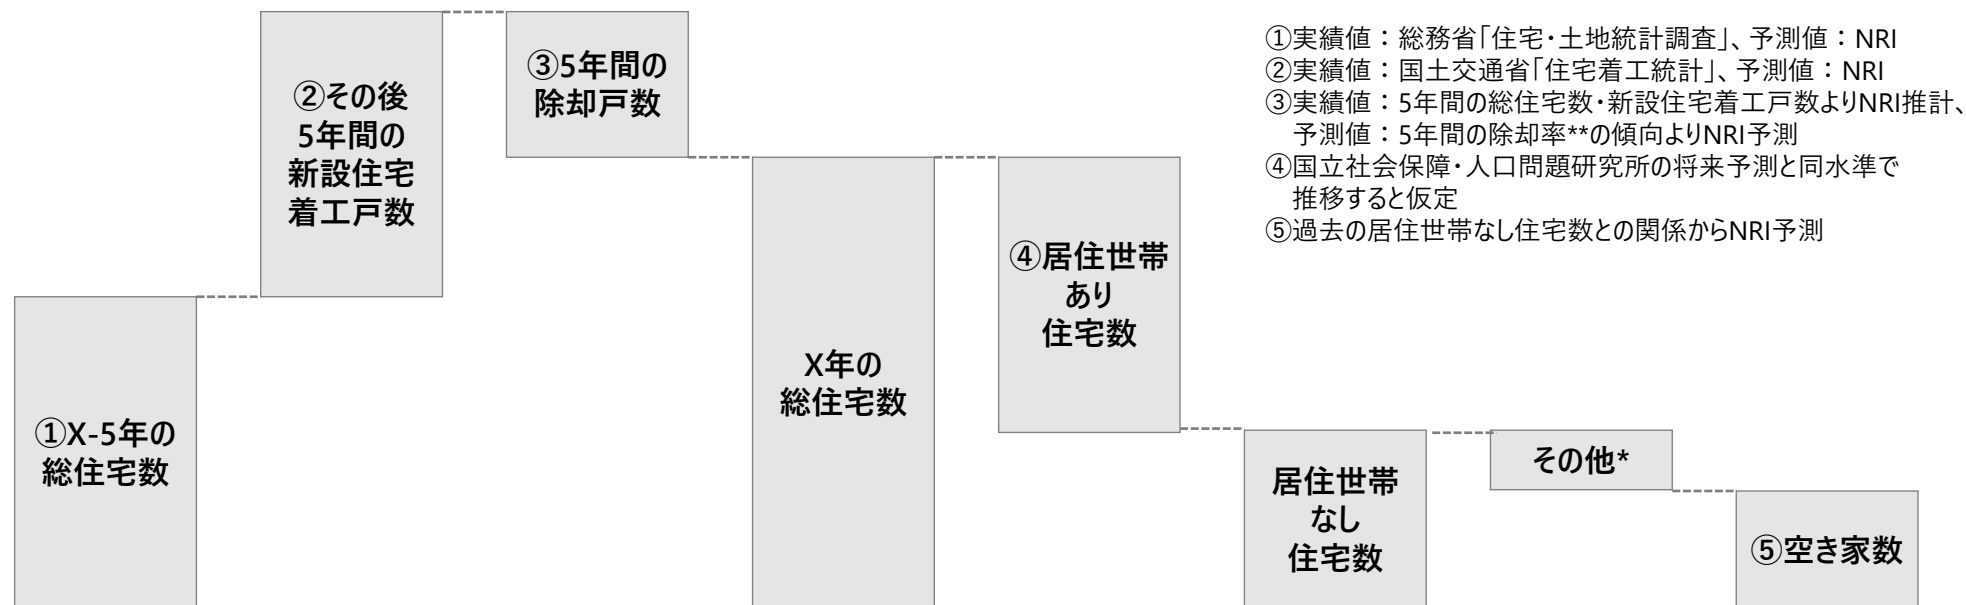 ①X-5年の
総住宅数
②その後
5年間の
新設住宅
着工戸数
③5年間の
除却戸数
X年の
総住宅数
④居住世帯
あり
住宅数
居住世帯
なし
住宅数
その他*
⑤空き家数
①実績値：総務省「住宅・土地統計調査」、予測値：NRI
②実績値：国土交通省「住宅着工統計」、予測値：NRI
③実績値：5年間の総住宅数・新設住宅着工戸数よりNRI推計、
予測値：5年間の除却率**の傾向よりNRI予測
④国立社会保障・人口問題研究所の将来予測と同水準で
推移すると仮定
⑤過去の居住世帯なし住宅数との関係からNRI予測